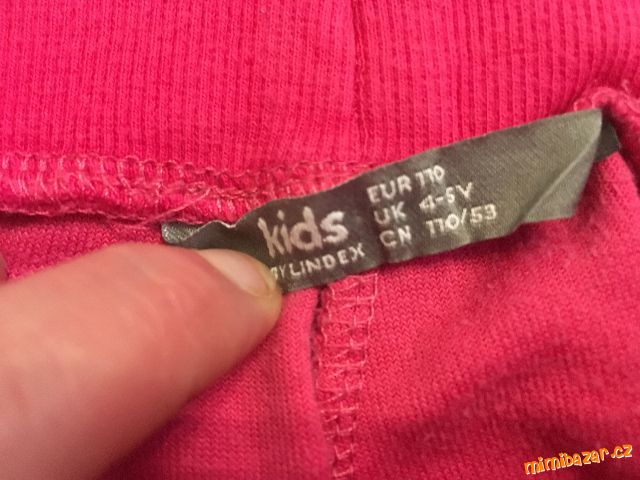 kids
BY LINDEX
EUR 110
UK 4-5Y
CN 110/53
mimibazar.cz